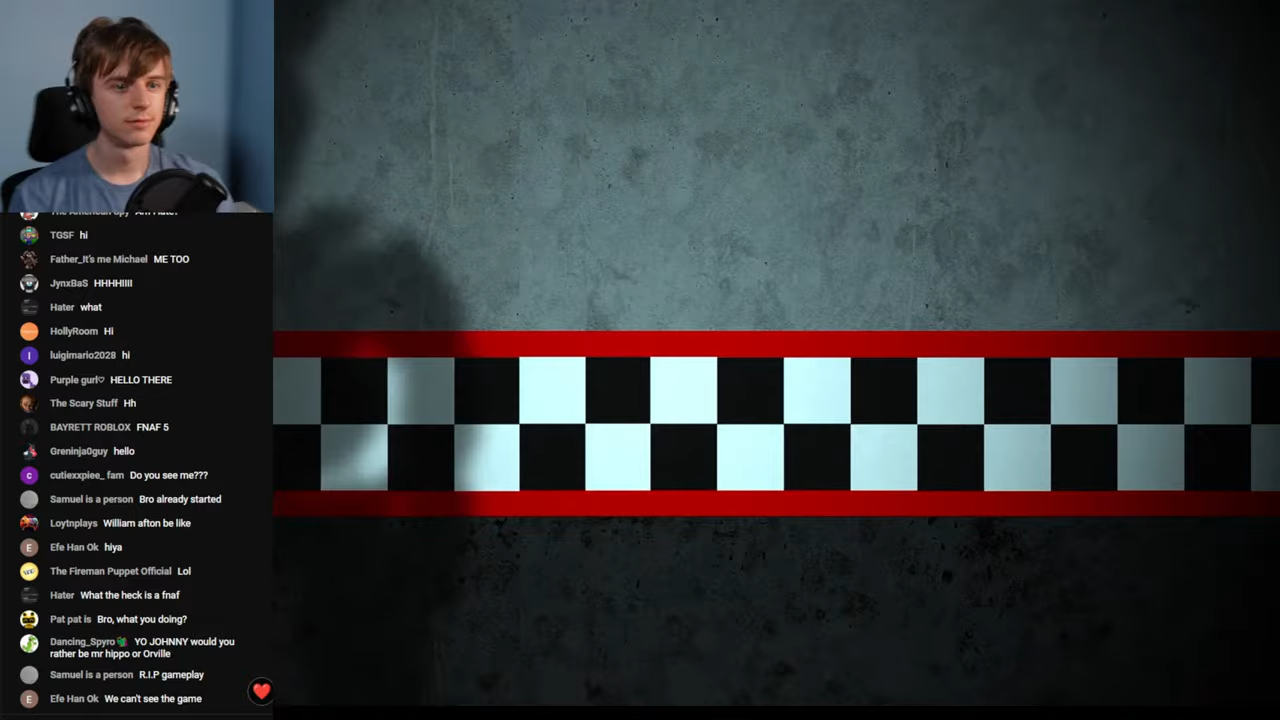 TGSF hi
Father_It's me Michael ME TOO
JynxBaS HHHHIIII
Hater what
HollyRoom Hi
luigimario2028 hi
Purple gurl♡ HELLO THERE
The Scary Stuff Hh
BAYRETT ROBLOX FNAF 5
Greninja0guy hello
cutiexxpiee_ fam Do you see me???
Samuel is a person Bro already started
Loytnplays William afton be like
Efe Han Ok hiya
The Fireman Puppet Official Lol
Hater What the heck is a fnaf
Pat pat is Bro, what you doing?
Dancing_Spyro YO JOHNNY would you
rather be mr hippo or Orville
Samuel is a person R.I.P gameplay
Efe Han Ok We can't see the game